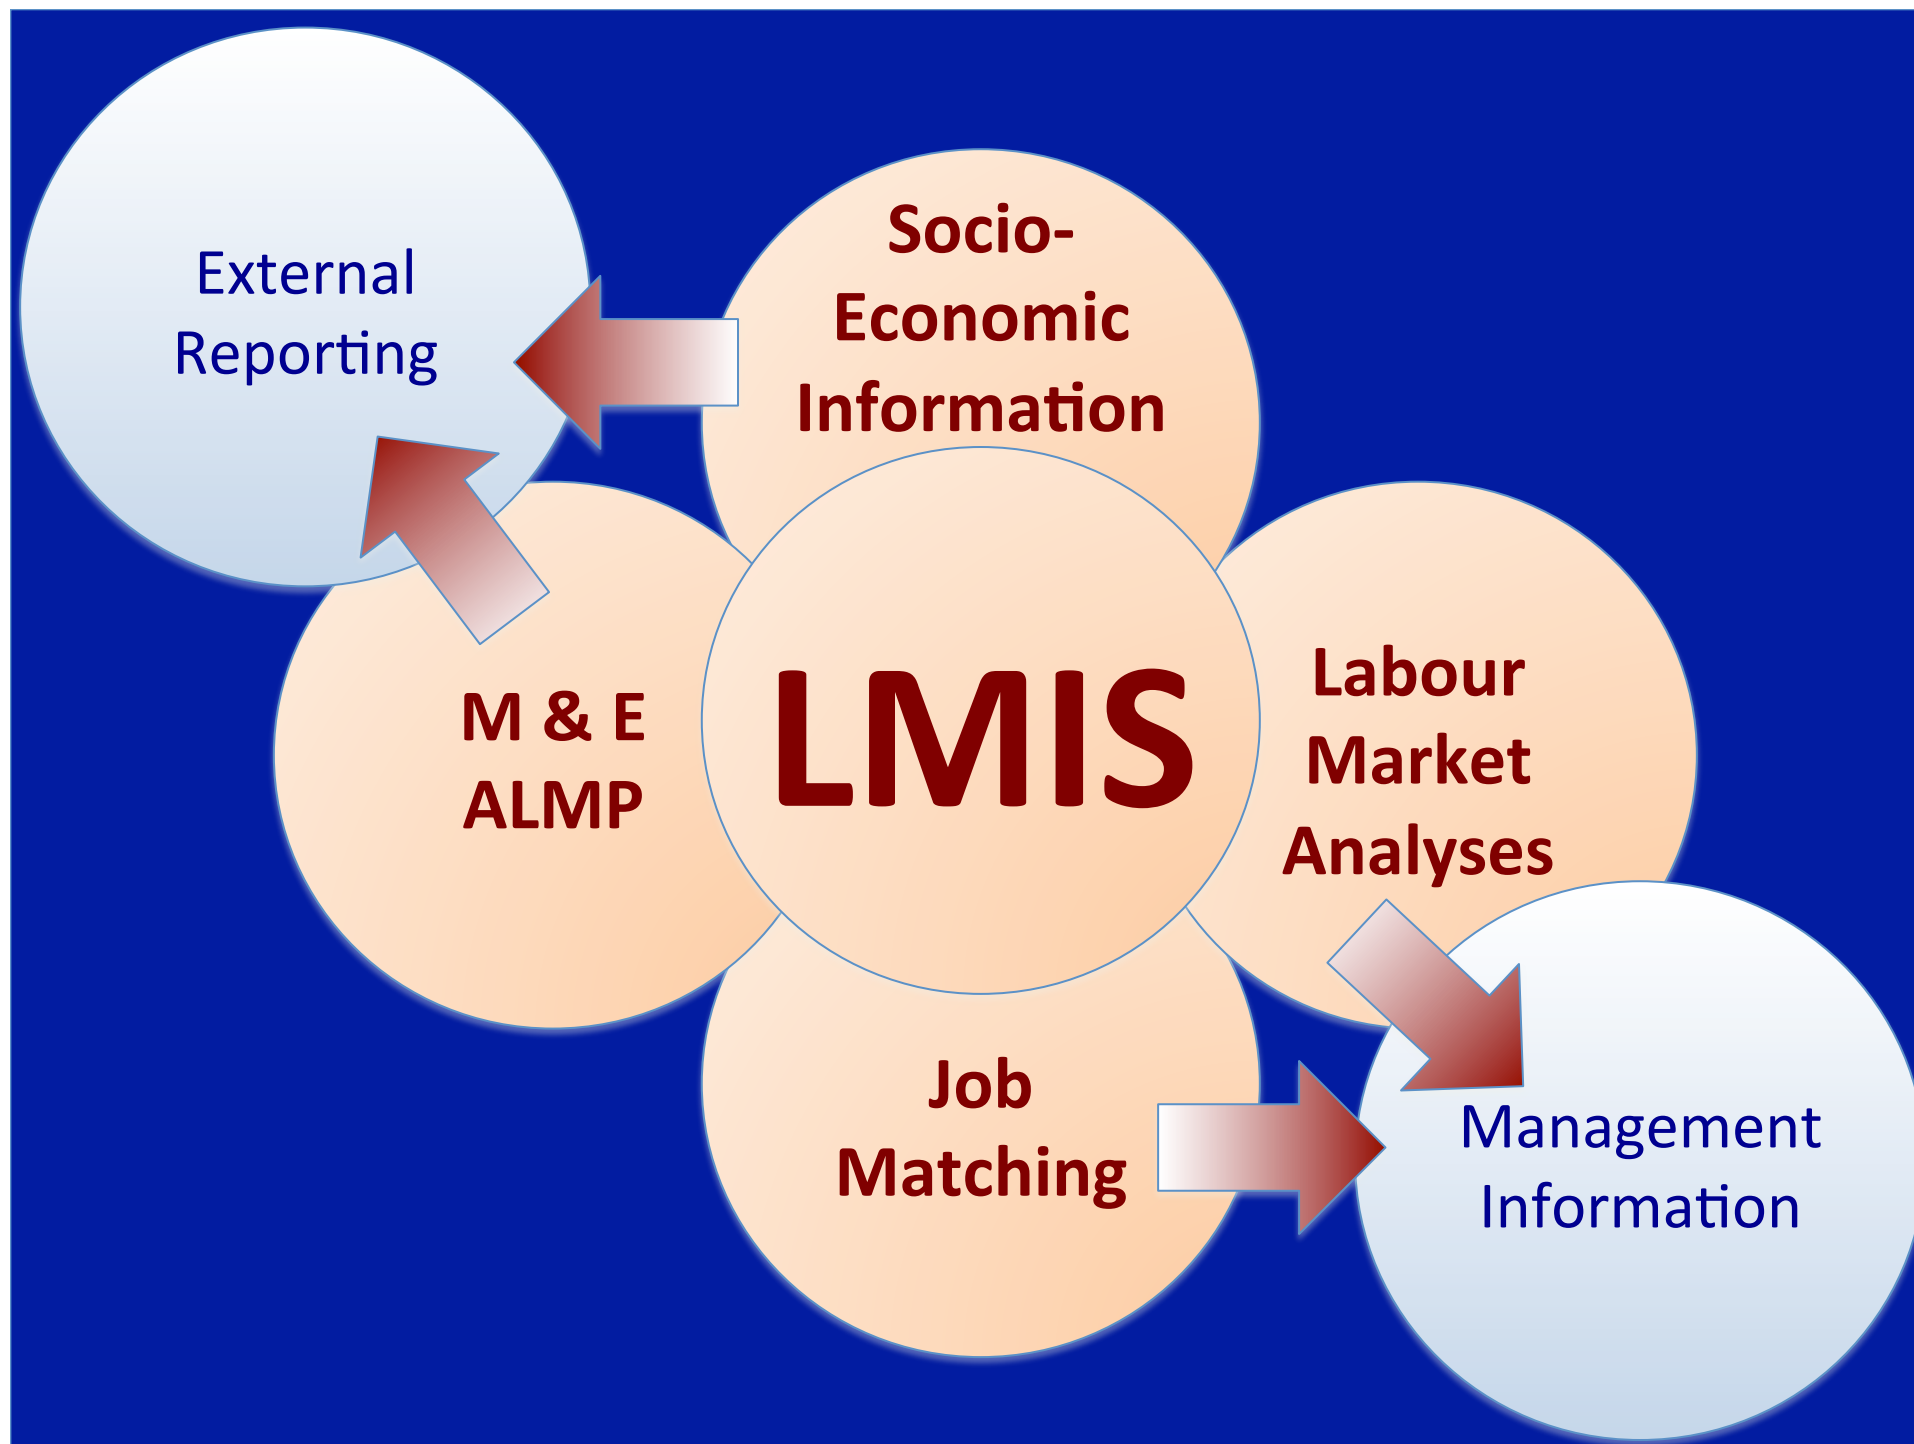 External
Reporting
Socio-
Economic
Information
M & E
ALMP
LMIS
Labour
Market
Analyses
Job
Matching
Management
Information